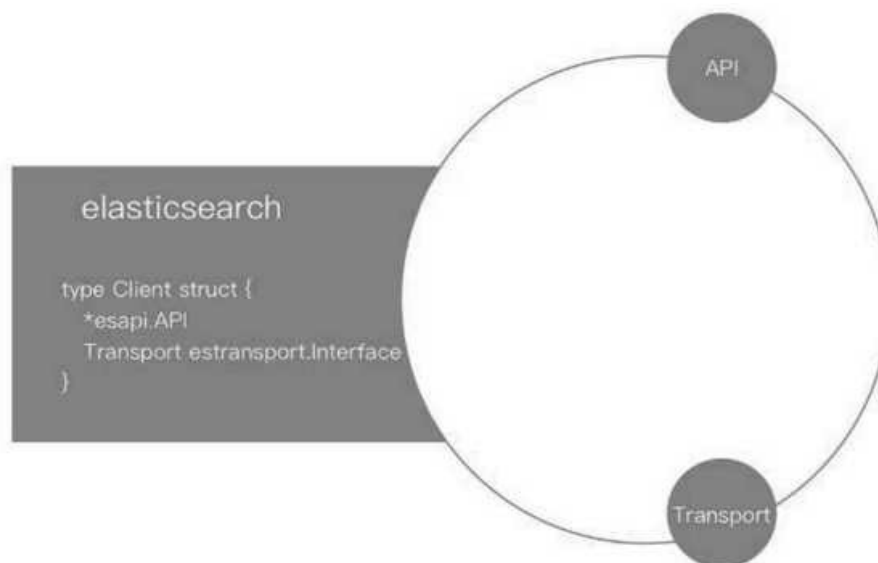 API
elasticsearch
type Client struct {
*esapi.API
Transport estransport.Interface
}
Transport